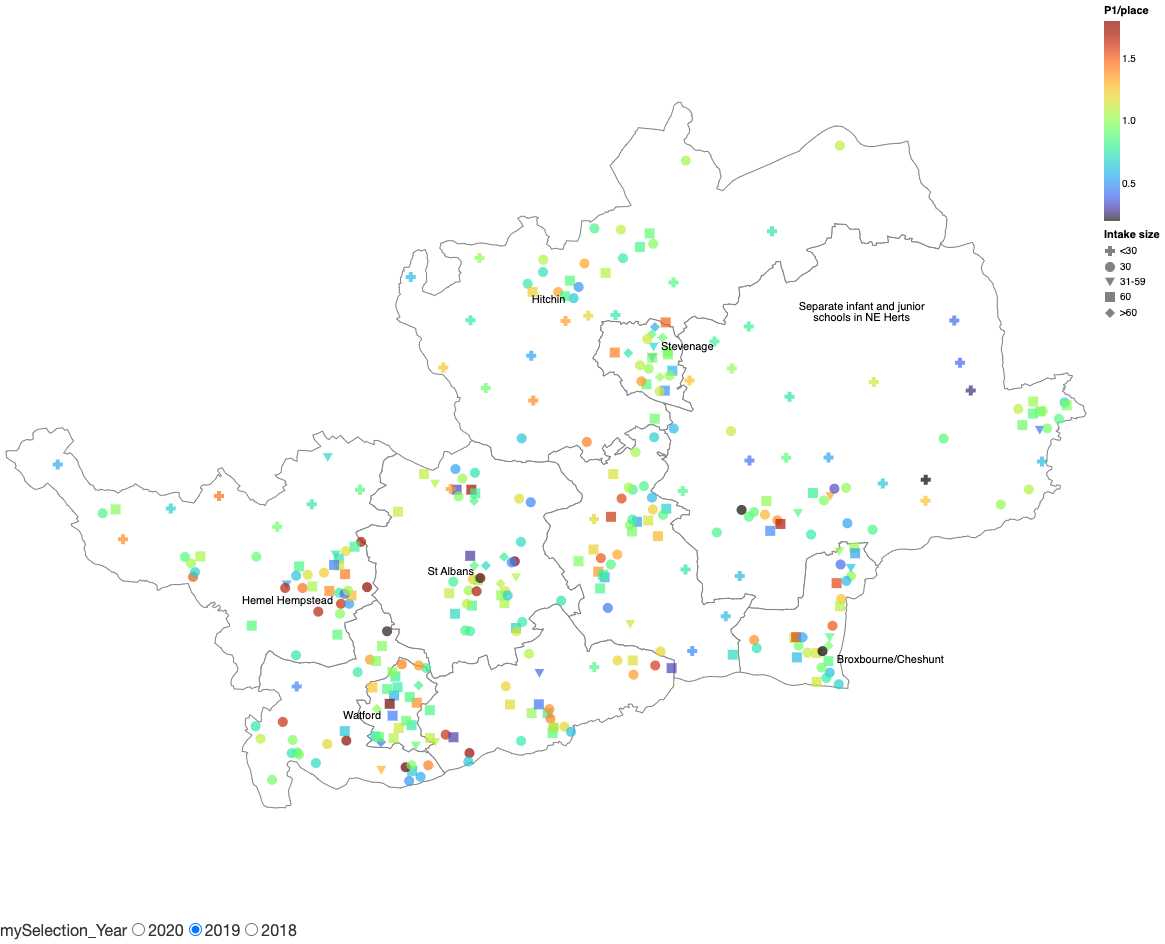 P1/place
1.5
1.0
0.5
Intake size
<30
30
31-59
60
>60
Hitchin
Separate infant and junior
schools in NE Herts
Stevenage
St Albans
Hemel Hempstead
Broxbourne/Cheshunt
Watford
mySelection_Year 2020 2019 2018